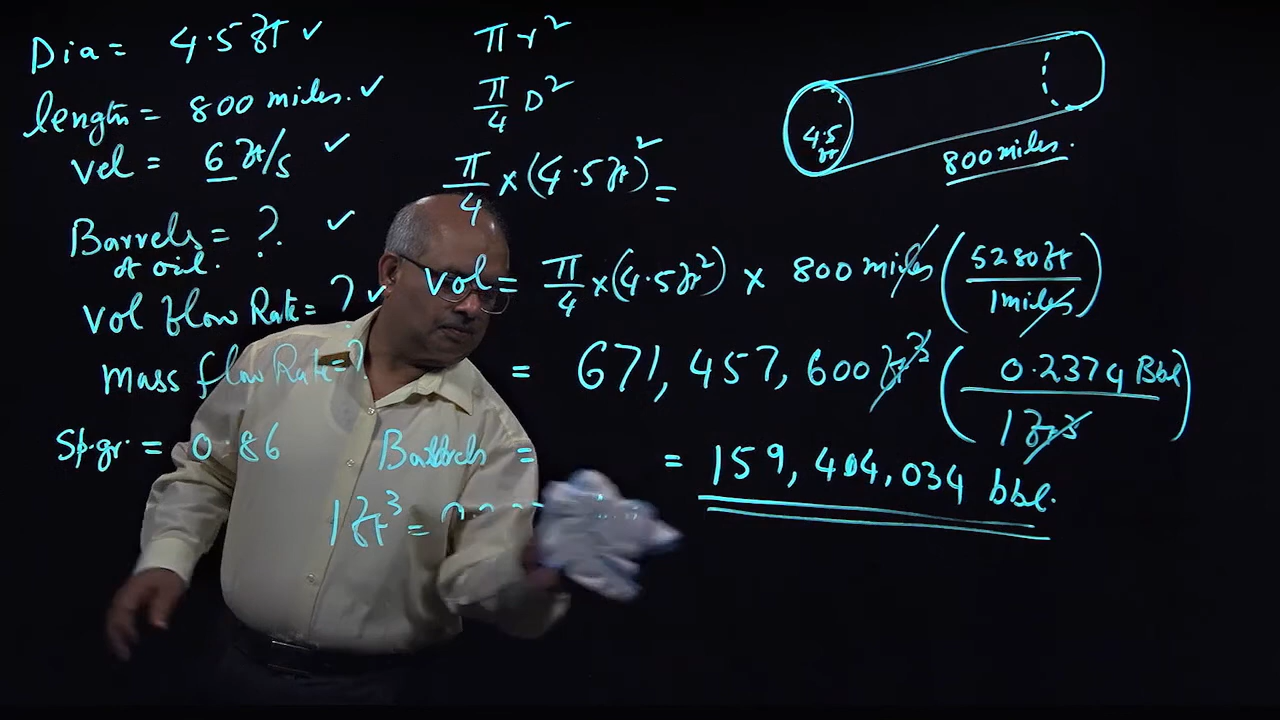 Dia = 4.5 ft ✓
length = 800 miles. ✓
vel = 6 ft/s ✓
Barrels = ? ✓
of oil.
Vol flow Rate = ? ✓
mass flow Rate = ?
Sp.gr. = 0.86
πr²
π/4 D²
π/4 × (4.5 ft)² =
4.5 ft
800 miles.
Vol = π/4 × (4.5 ft²) × 800 miles (5280 ft / 1 miles)
= 671,457,600 ft³ (0.2374 Bbl / 1 ft³)
Barrels =
= 159,404,034 bbl.
1 ft³ =